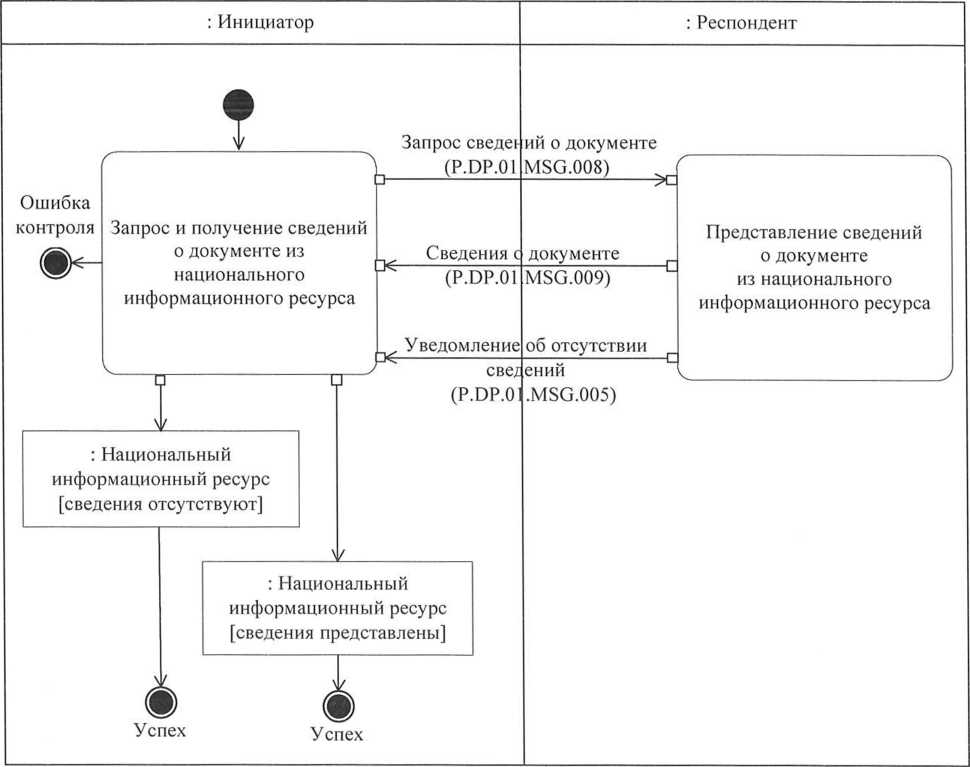 : Инициатор
: Респондент
Запрос сведений о документе
(P.DP.01.MSG.008)
Ошибка
контроля
Запрос и получение сведений
о документе из
национального
информационного ресурса
Сведения о документе
(P.DP.01.MSG.009)
Представление сведений
о документе
из национального
информационного ресурса
Уведомление об отсутствии
сведений
(P.DP.01.MSG.005)
: Национальный
информационный ресурс
[сведения отсутствуют]
: Национальный
информационный ресурс
[сведения представлены]
Успех
Успех